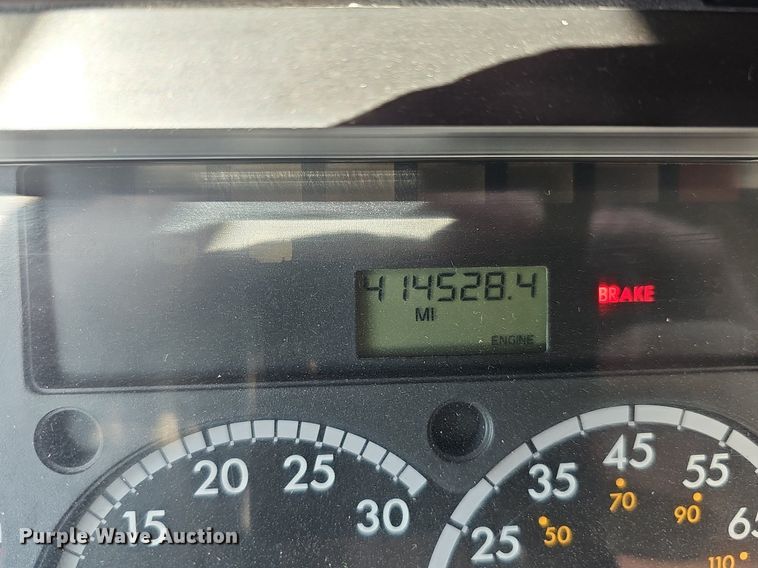 414528.4
MI
ENGINE
BRAKE
15 20 25 30
25 35 45 55 65
50 70 90 110
Purple Wave Auction